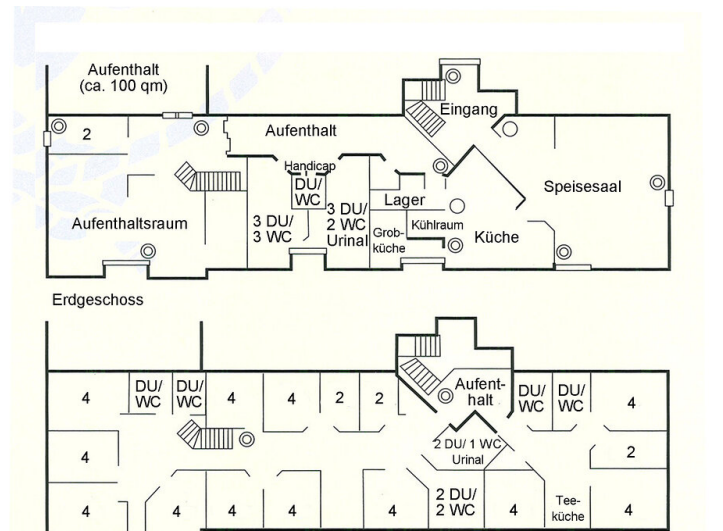 Aufenthalt
(ca. 100 qm)
Eingang
2
Aufenthalt
Handicap
DU/
WC
Speisesaal
Lager
Aufenthaltsraum
3 DU/
3 WC
3 DU/
2 WC
Urinal
Grob-
küche
Kühlraum
Küche
Erdgeschoss
4
DU/
WC
DU/
WC
4
4
2
2
Aufent-
halt
DU/
WC
DU/
WC
4
4
2 DU/ 1 WC
Urinal
2
4
4
4
4
4
2 DU/
2 WC
4
Tee-
küche
4